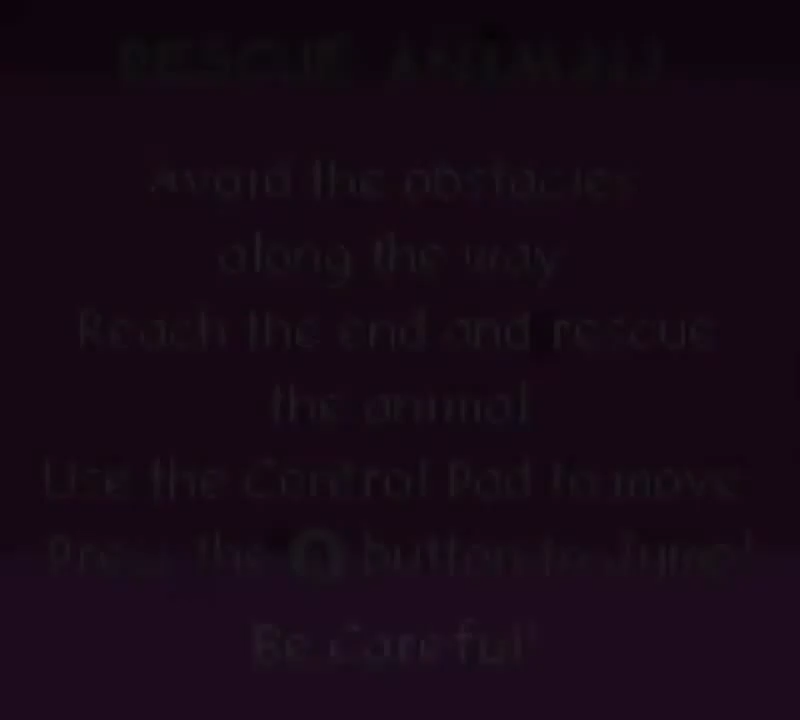 RESCUE ANIMALS
Avoid the obstacles
along the way
Reach the end and rescue
the animal
Use the Control Pad to move
Press the A button to Jump!
Be Careful!